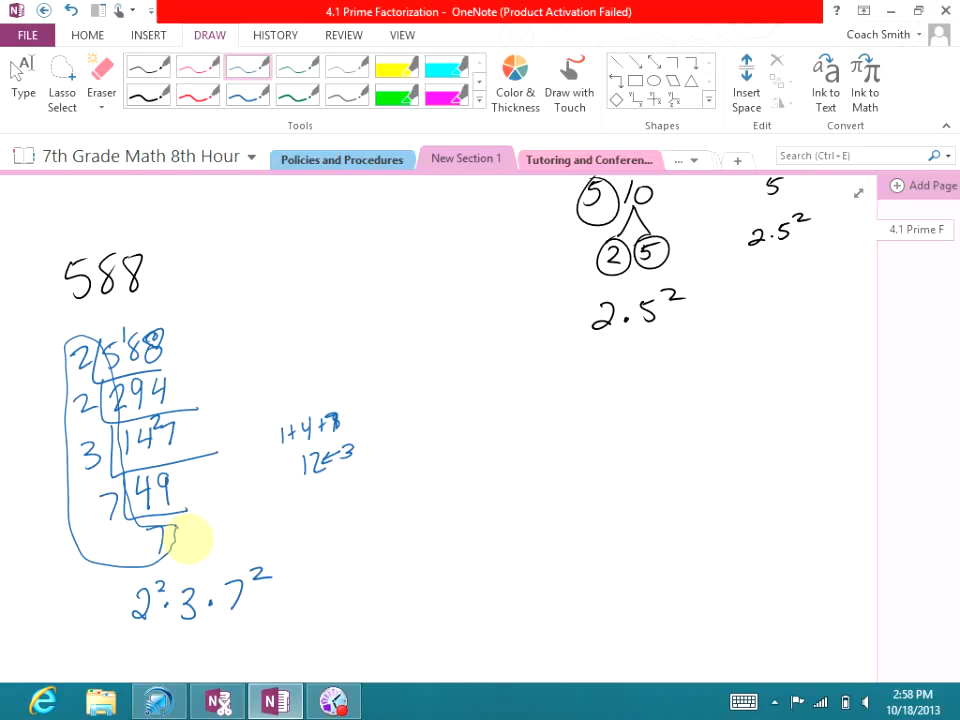 4.1 Prime Factorization - OneNote (Product Activation Failed)
FILE HOME INSERT DRAW HISTORY REVIEW VIEW Coach Smith
Type Lasso Select Eraser Color & Thickness Draw with Touch Insert Space Ink to Text Ink to Math
Tools Shapes Edit Convert
7th Grade Math 8th Hour Policies and Procedures New Section 1 Tutoring and Conferen... ... + Search (Ctrl+E)
Add Page
4.1 Prime F
5 10 5
2 5 2·5²
2·5²
588
2 5 ¹88
2 294
3 14²7 1+4+7
12←3
7 49
7
2²·3·7²
2:58 PM
10/18/2013